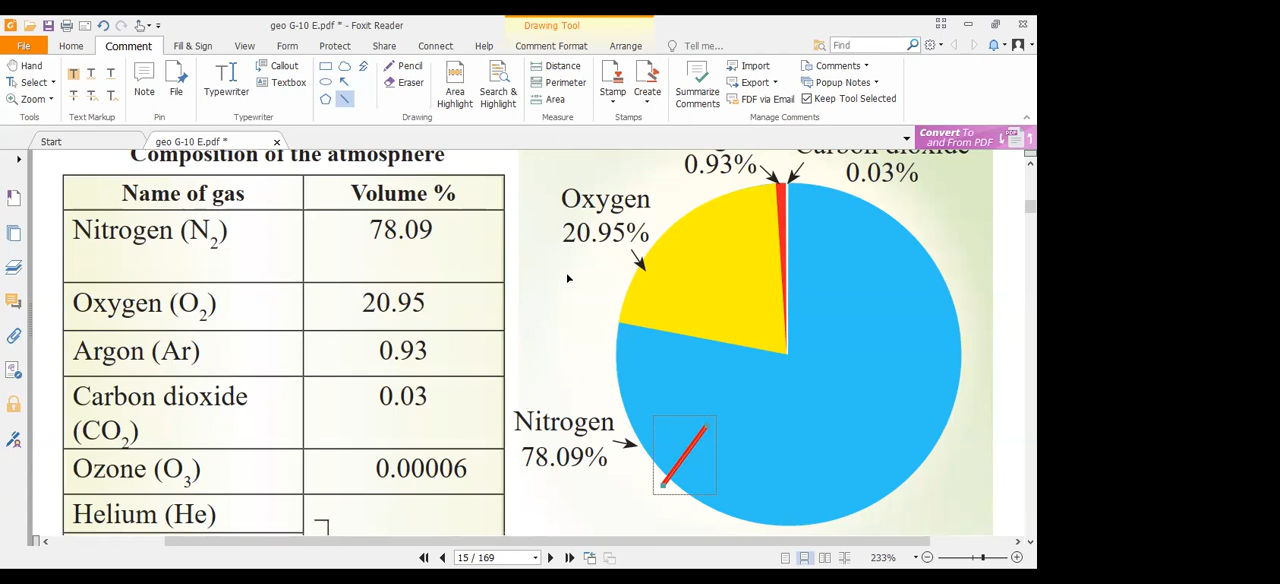 geo G-10 E.pdf * - Foxit Reader
Drawing Tool
File
Home
Comment
Fill & Sign
View
Form
Protect
Share
Connect
Help
Comment Format
Arrange
Tell me...
Find
Hand
Select
Zoom
Tools
Text Markup
Note
File
Pin
Typewriter
Callout
Textbox
Typewriter
Pencil
Eraser
Drawing
Area
Highlight
Search &
Highlight
Distance
Perimeter
Area
Measure
Stamp
Create
Stamps
Summarize
Comments
Import
Export
FDF via Email
Comments
Popup Notes
Keep Tool Selected
Manage Comments
Start
geo G-10 E.pdf *
Convert To
and From PDF
Composition of the atmosphere
Name of gas Volume %
Nitrogen (N2) 78.09
Oxygen (O2) 20.95
Argon (Ar) 0.93
Carbon dioxide 0.03
(CO2)
Ozone (O3) 0.00006
Helium (He)
0.93%
Carbon dioxide
0.03%
Oxygen
20.95%
Nitrogen
78.09%
15 / 169
233%